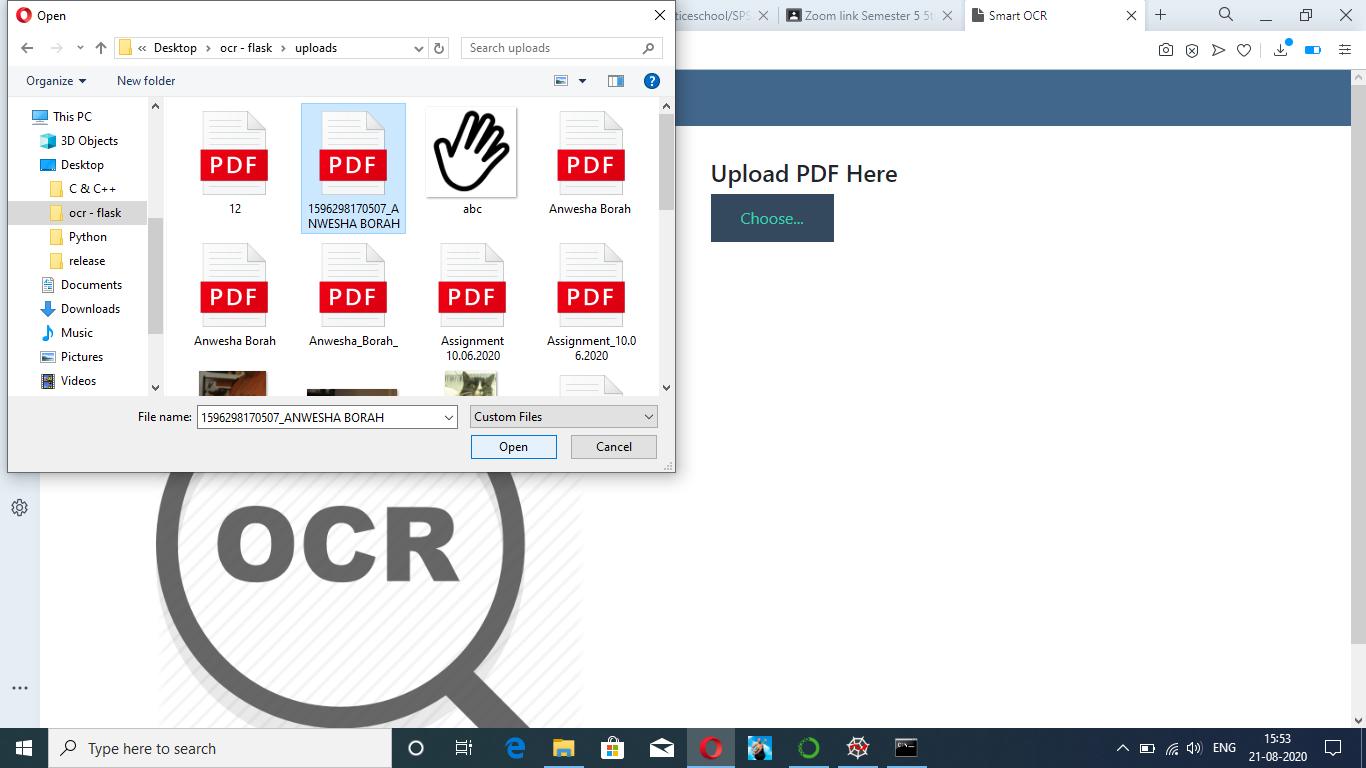 Open
ticeschool/SPS
Zoom link Semester 5 5t
Smart OCR
« Desktop > ocr - flask > uploads
Search uploads
Organize
New folder
This PC
3D Objects
Desktop
C & C++
ocr - flask
Python
release
Documents
Downloads
Music
Pictures
Videos
PDF
PDF
PDF
12
1596298170507_A
NWESHA BORAH
abc
Anwesha Borah
PDF
PDF
PDF
PDF
Anwesha Borah
Anwesha_Borah_
Assignment
10.06.2020
Assignment_10.0
6.2020
File name:
1596298170507_ANWESHA BORAH
Custom Files
Open
Cancel
Upload PDF Here
Choose...
OCR
Type here to search
ENG
15:53
21-08-2020